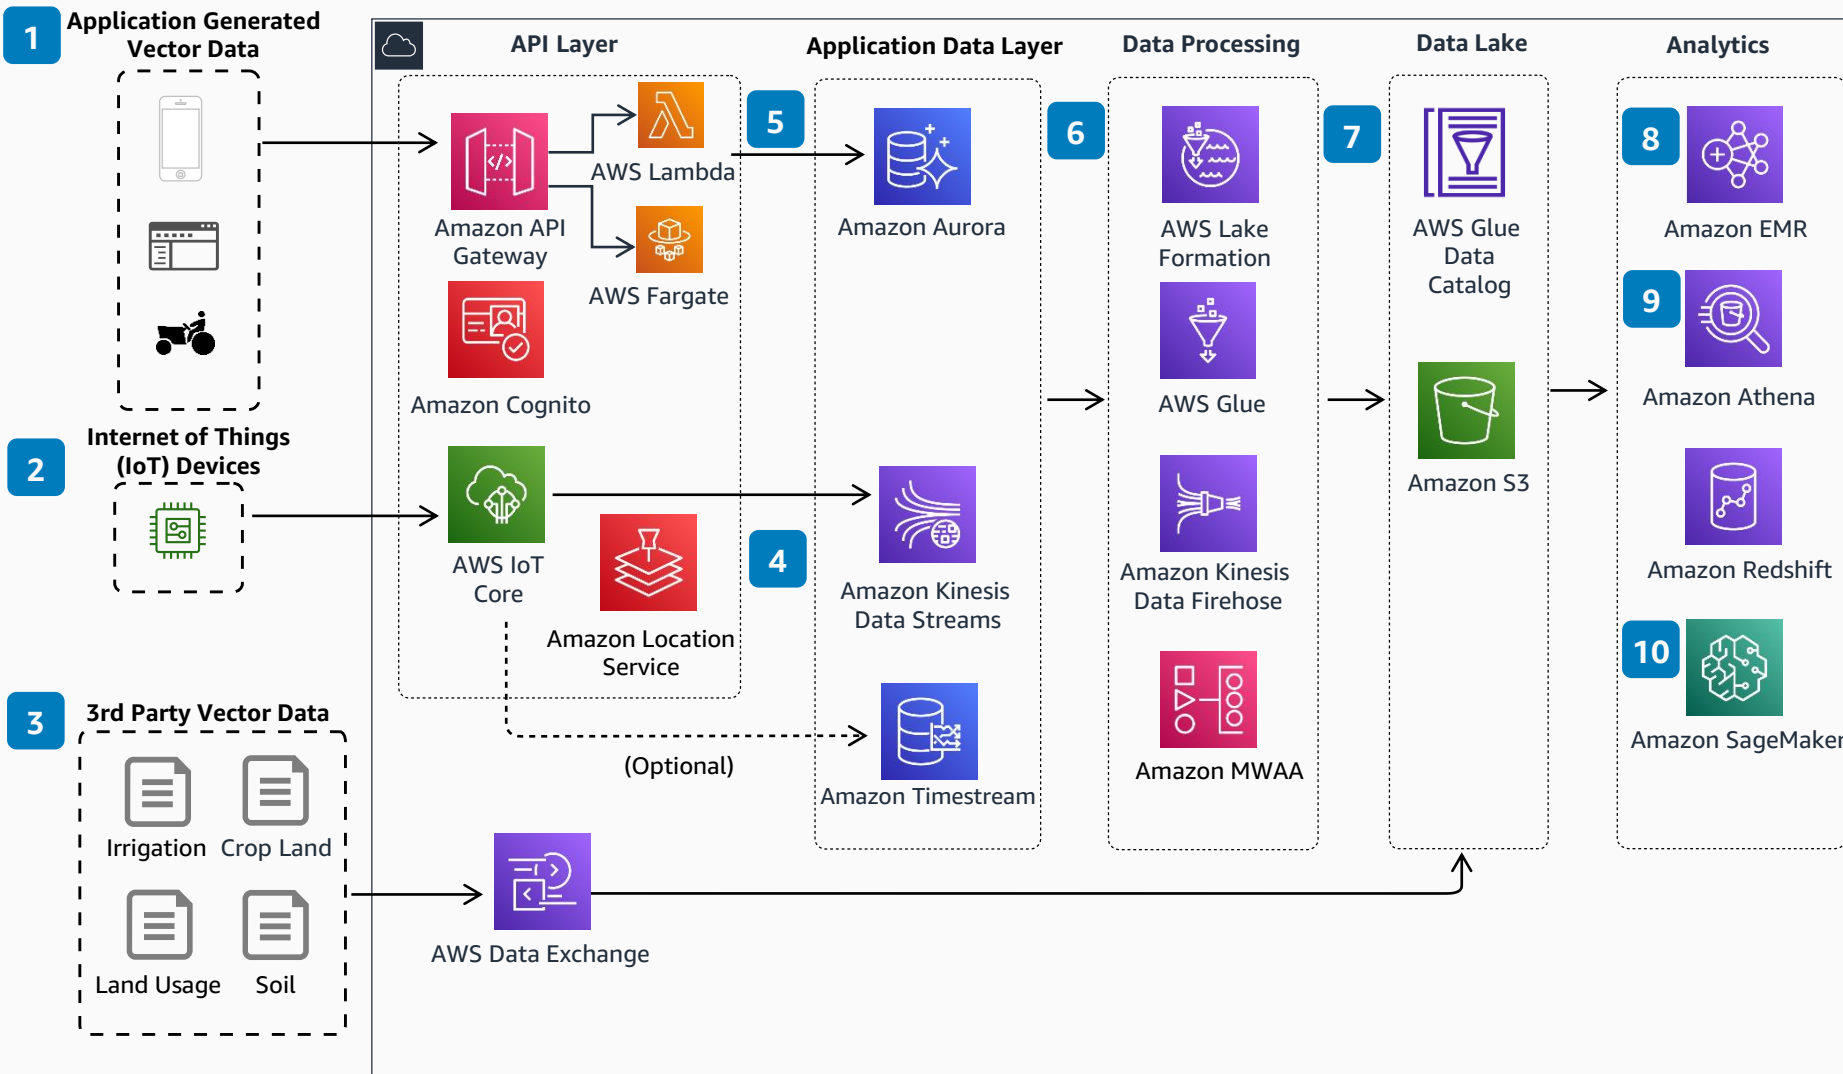 1
Application Generated
Vector Data
2
Internet of Things
(IoT) Devices
3
3rd Party Vector Data
Irrigation
Crop Land
Land Usage
Soil
API Layer
Amazon API
Gateway
</>
AWS Lambda
AWS Fargate
Amazon Cognito
AWS IoT
Core
Amazon Location
Service
(Optional)
AWS Data Exchange
5
4
Application Data Layer
Amazon Aurora
Amazon Kinesis
Data Streams
Amazon Timestream
6
Data Processing
AWS Lake
Formation
AWS Glue
Amazon Kinesis
Data Firehose
Amazon MWAA
7
Data Lake
AWS Glue
Data
Catalog
Amazon S3
Analytics
8
Amazon EMR
9
Amazon Athena
Amazon Redshift
10
Amazon SageMaker